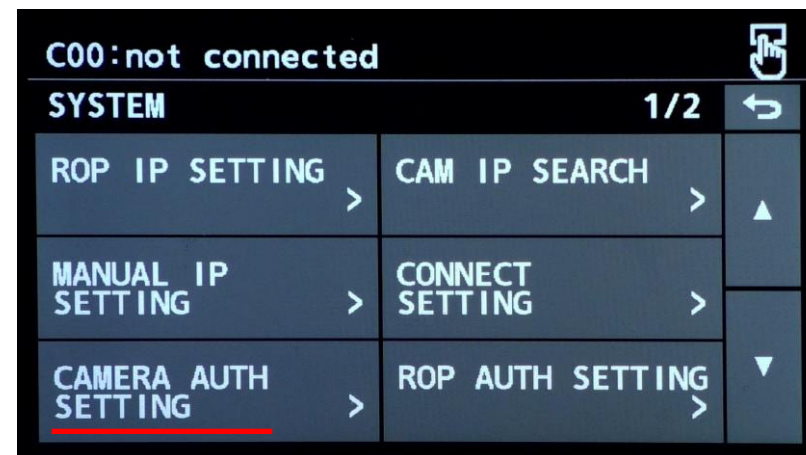 C00:not connected
SYSTEM 1/2
ROP IP SETTING >
CAM IP SEARCH >
MANUAL IP
SETTING >
CONNECT
SETTING >
CAMERA AUTH
SETTING >
ROP AUTH SETTING
>